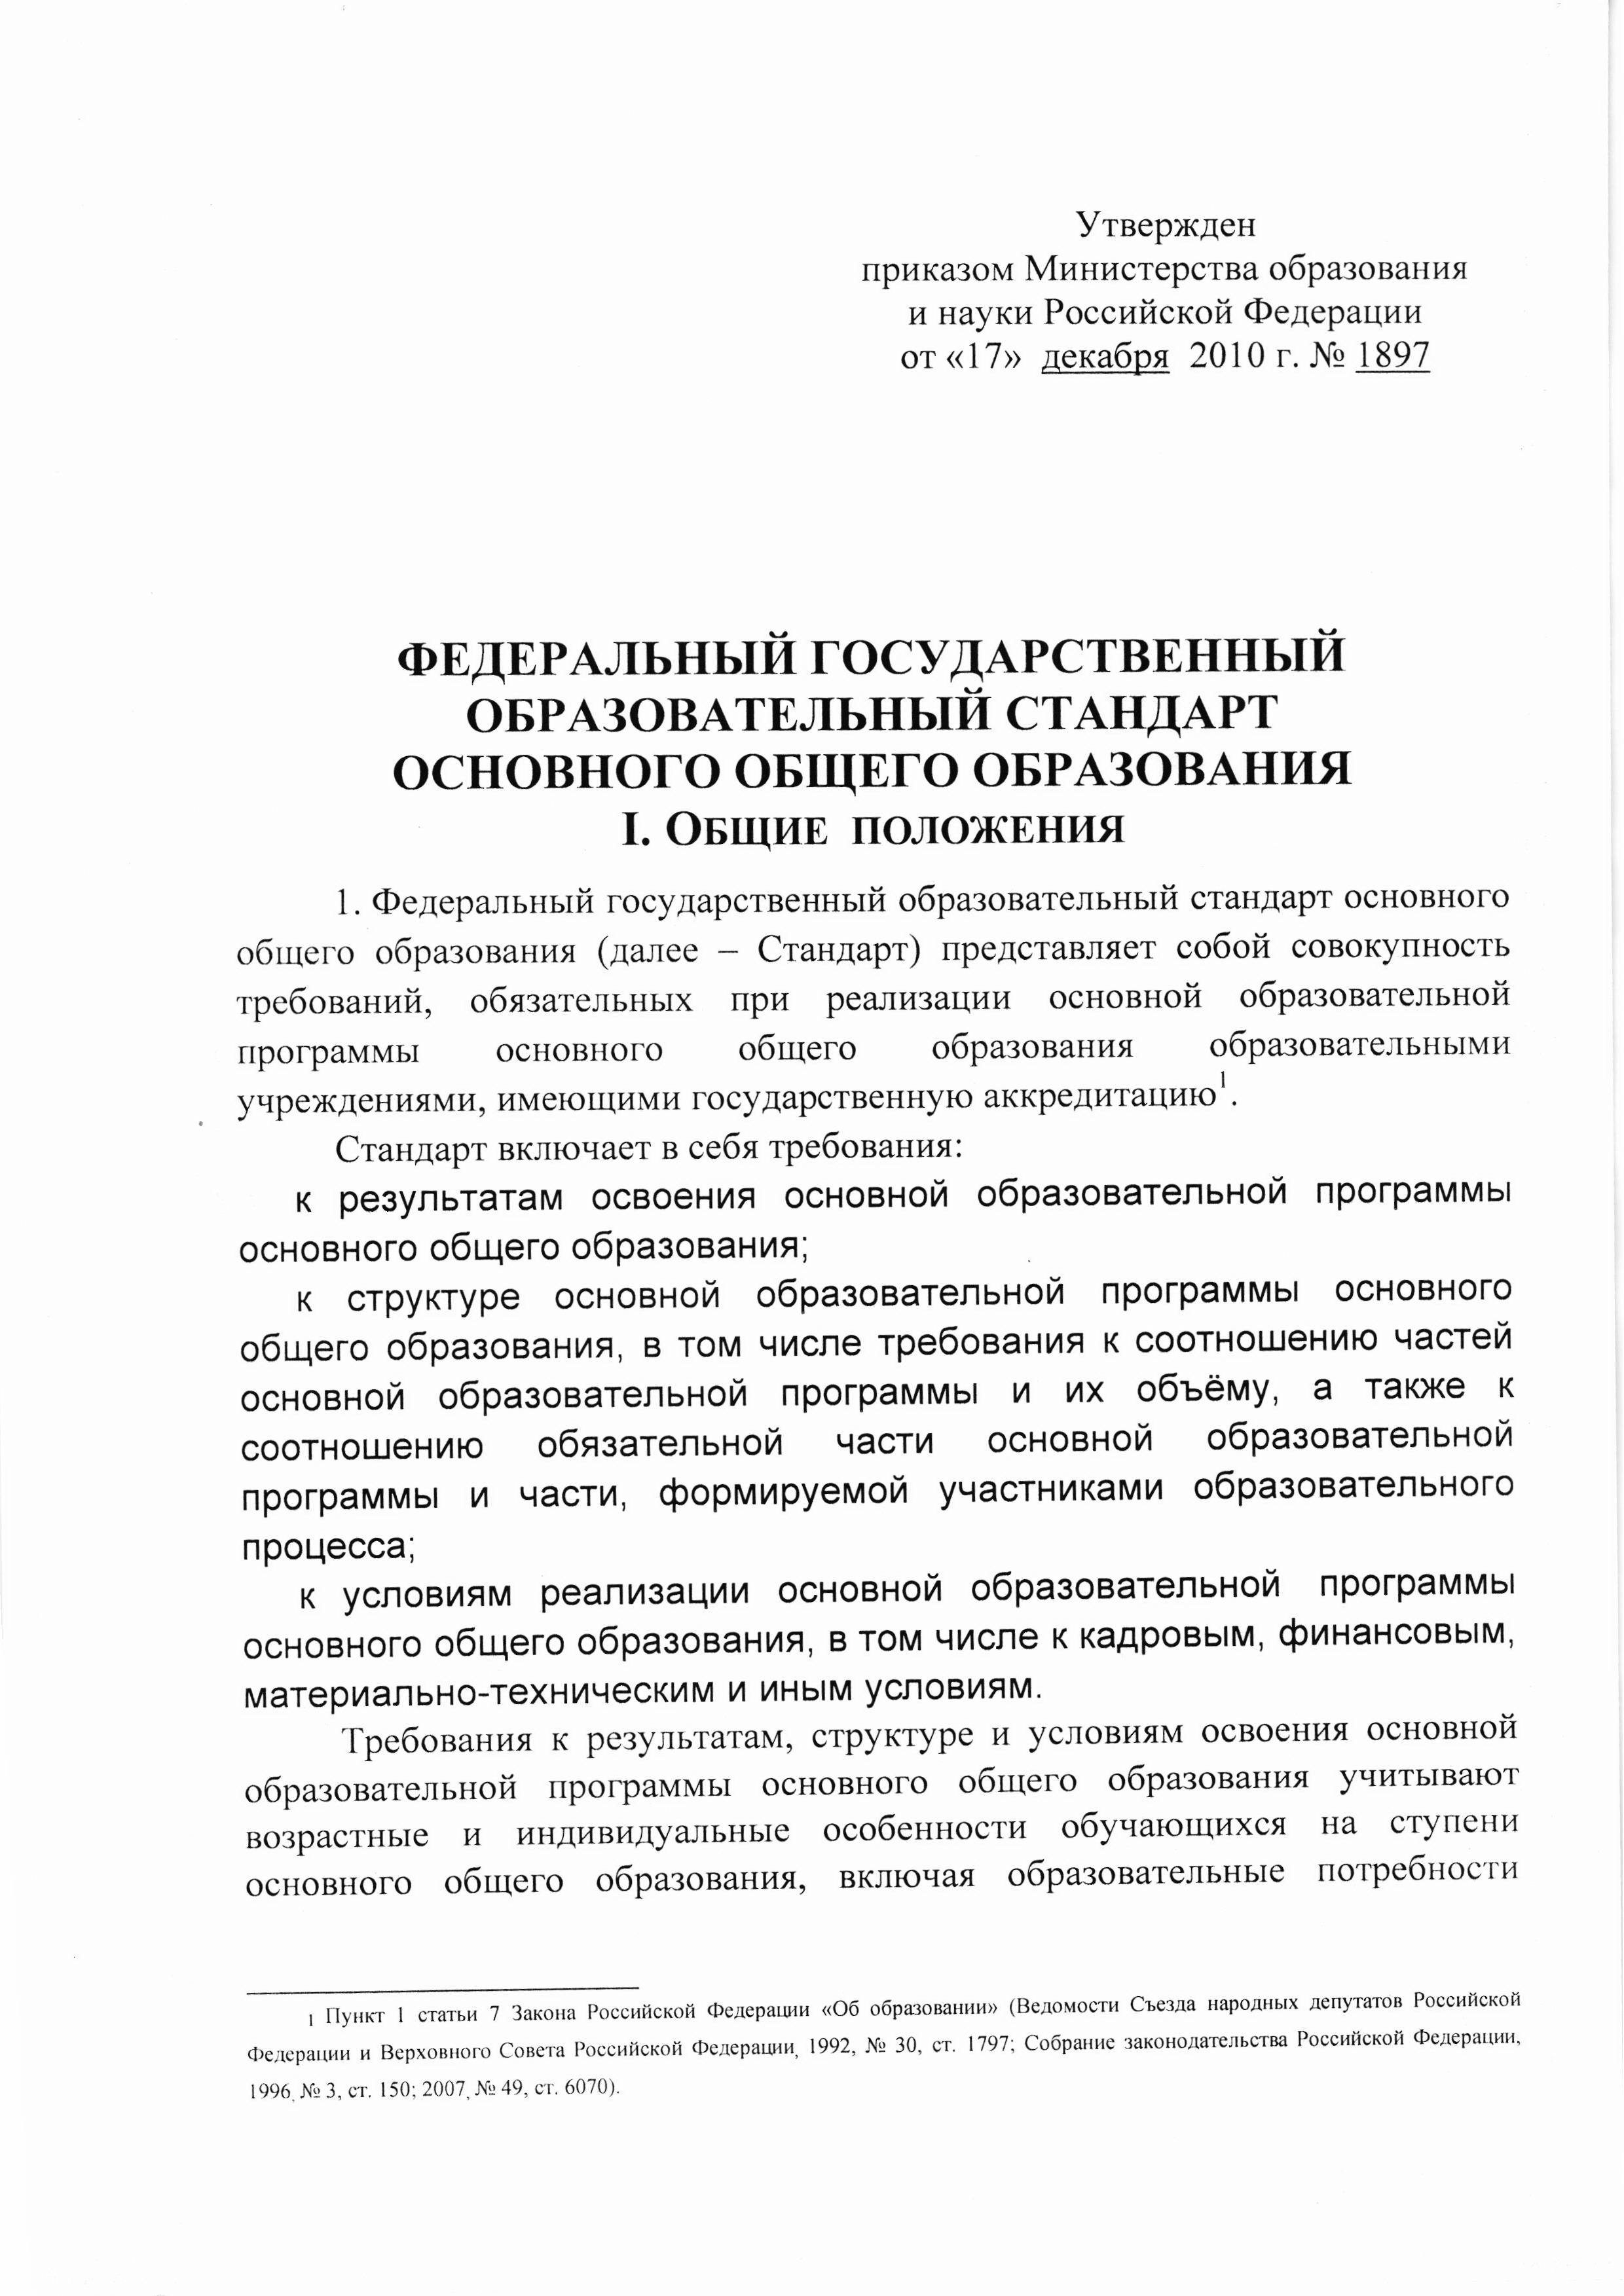 Утвержден
приказом Министерства образования
и науки Российской Федерации
от «17» декабря 2010 г. № 1897
ФЕДЕРАЛЬНЫЙ ГОСУДАРСТВЕННЫЙ
ОБРАЗОВАТЕЛЬНЫЙ СТАНДАРТ
ОСНОВНОГО ОБЩЕГО ОБРАЗОВАНИЯ
I. ОБЩИЕ ПОЛОЖЕНИЯ
1. Федеральный государственный образовательный стандарт основного
общего образования (далее – Стандарт) представляет собой совокупность
требований, обязательных при реализации основной образовательной
программы основного общего образования образовательными
учреждениями, имеющими государственную аккредитацию1.
Стандарт включает в себя требования:
к результатам освоения основной образовательной программы
основного общего образования;
к структуре основной образовательной программы основного
общего образования, в том числе требования к соотношению частей
основной образовательной программы и их объёму, а также к
соотношению обязательной части основной образовательной
программы и части, формируемой участниками образовательного
процесса;
к условиям реализации основной образовательной программы
основного общего образования, в том числе к кадровым, финансовым,
материально-техническим и иным условиям.
Требования к результатам, структуре и условиям освоения основной
образовательной программы основного общего образования учитывают
возрастные и индивидуальные особенности обучающихся на ступени
основного общего образования, включая образовательные потребности
1 Пункт 1 статьи 7 Закона Российской Федерации «Об образовании» (Ведомости Съезда народных депутатов Российской
Федерации и Верховного Совета Российской Федерации, 1992, № 30, ст. 1797; Собрание законодательства Российской Федерации,
1996, № 3, ст. 150; 2007, № 49, ст. 6070).